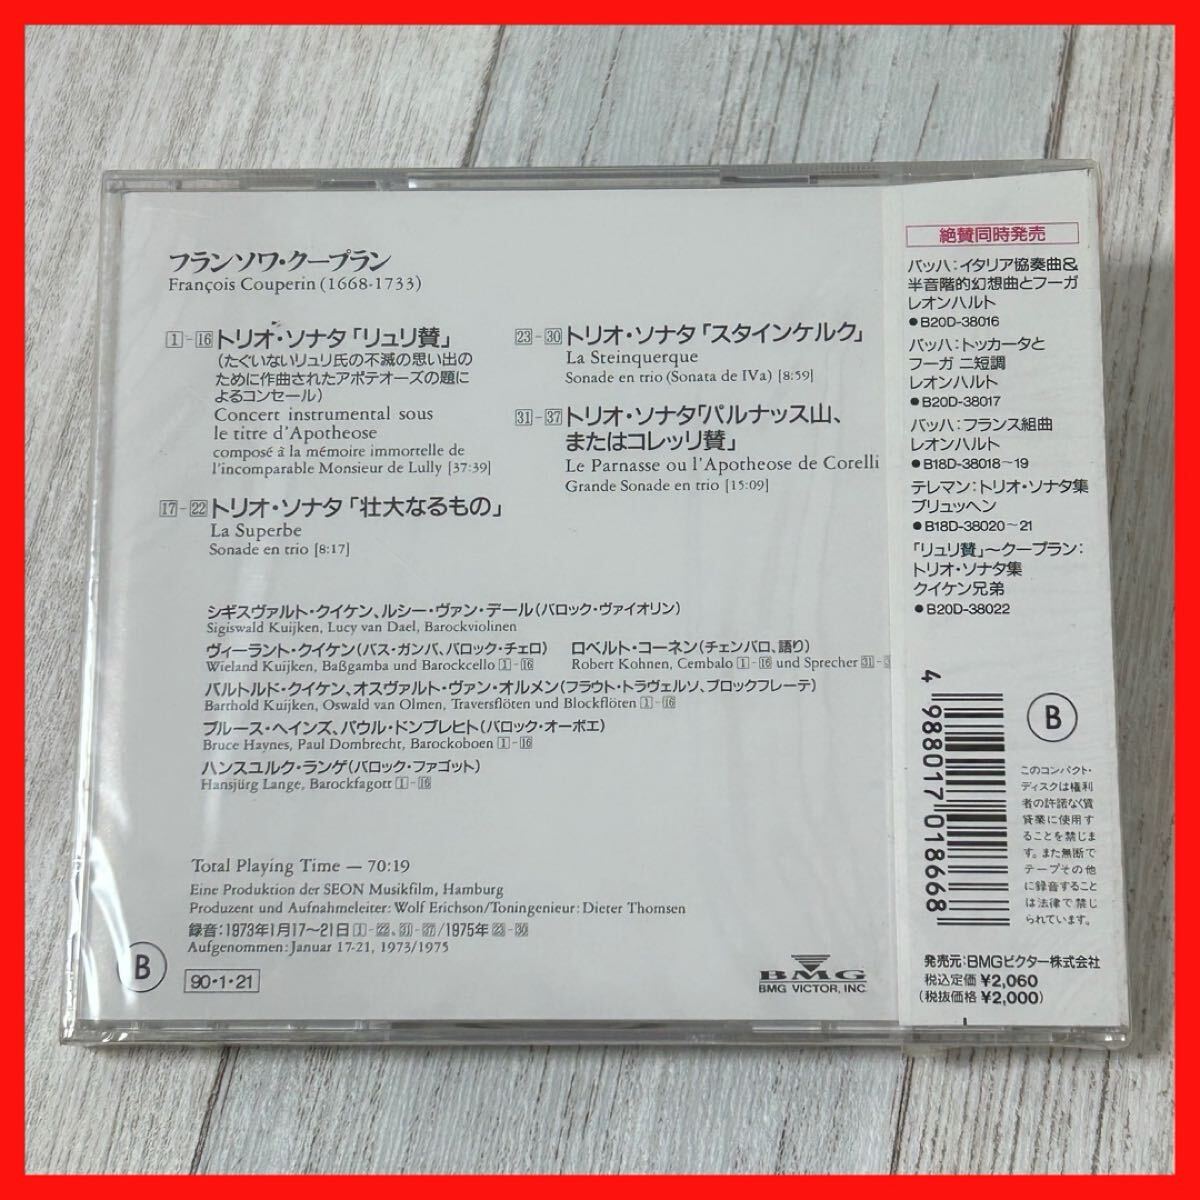 フランソワ・クープラン
François Couperin (1668-1733)
1-16 トリオ・ソナタ「リュリ賛」
(たぐいないリュリ氏の不滅の思い出の
ために作曲されたアポテオーズの題に
よるコンセール)
Concert instrumental sous
le titre d'Apotheose
composé à la mémoire immortelle de
l'incomparable Monsieur de Lully [37:39]
17-22 トリオ・ソナタ「壮大なるもの」
La Superbe
Sonade en trio [8:17]
23-30 トリオ・ソナタ「スタインケルク」
La Steinquerque
Sonade en trio (Sonata de IVa) [8:59]
31-37 トリオ・ソナタ「パルナッス山、
またはコレッリ賛」
Le Parnasse ou l'Apotheose de Corelli
Grande Sonade en trio [15:09]
シギスヴァルト・クイケン、ルシー・ヴァン・デール(バロック・ヴァイオリン)
Sigiswald Kuijken, Lucy van Dael, Barockviolinen
ヴィーラント・クイケン(バス・ガンバ、バロック・チェロ)
Wieland Kuijken, Baßgamba und Barockcello 1-16
ロベルト・コーネン(チェンバロ、語り)
Robert Kohnen, Cembalo 1-16 und Sprecher 31-3
バルトルド・クイケン、オスヴァルト・ヴァン・オルメン(フラウト・トラヴェルソ、ブロックフレーテ)
Barthold Kuijken, Oswald van Olmen, Traversflöten und Blockflöten 1-16
ブルース・ヘインズ、パウル・ドンブレヒト(バロック・オーボエ)
Bruce Haynes, Paul Dombrecht, Barockoboen 1-16
ハンスユルク・ランゲ(バロック・ファゴット)
Hansjürg Lange, Barockfagott 1-16
Total Playing Time — 70:19
Eine Produktion der SEON Musikfilm, Hamburg
Produzent und Aufnahmeleiter: Wolf Erichson/Toningenieur: Dieter Thomsen
録音:1973年1月17〜21日 1-22、31-37/1975年 23-30
Aufgenommen: Januar 17-21, 1973/1975
B
90・1・21
BMG
BMG VICTOR, INC.
絶賛同時発売
バッハ:イタリア協奏曲&
半音階的幻想曲とフーガ
レオンハルト
●B20D-38016
バッハ:トッカータと
フーガ ニ短調
レオンハルト
●B20D-38017
バッハ:フランス組曲
レオンハルト
●B18D-38018〜19
テレマン:トリオ・ソナタ集
ブリュッヘン
●B18D-38020〜21
「リュリ賛」〜クープラン:
トリオ・ソナタ集
クイケン兄弟
●B20D-38022
4 988017 018668
B
このコンパクト・
ディスクは権利
者の許諾なく賃
貸業に使用す
ることを禁じま
す。また無断で
テープその他
に録音すること
は法律で禁じ
られています。
発売元:BMGビクター株式会社
税込定価 ¥2,060
(税抜価格 ¥2,000)